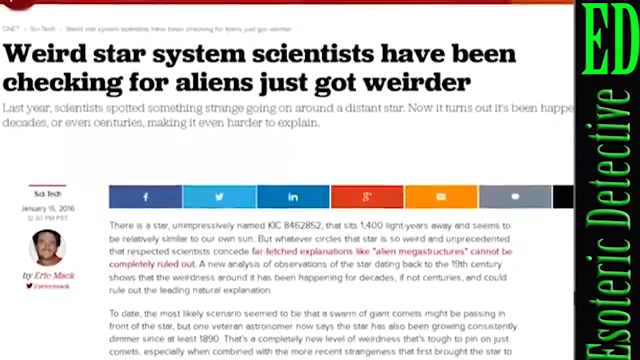 CNET › Sci-Tech › Weird star system scientists have been checking for aliens just got weirder
Weird star system scientists have been
checking for aliens just got weirder
Last year, scientists spotted something strange going on around a distant star. Now it turns out it's been happe
decades, or even centuries, making it even harder to explain.
Sci-Tech
January 15, 2016
12:30 PM PST
by Eric Mack
@ericcmack
There is a star, unimpressively named KIC 8462852, that sits 1,400 light-years away and seems to
be relatively similar to our own sun. But whatever circles that star is so weird and unprecedented
that respected scientists concede far-fetched explanations like "alien megastructures" cannot be
completely ruled out. A new analysis of observations of the star dating back to the 19th century
shows that the weirdness around it has been happening for decades, if not centuries, and could
rule out the leading natural explanation.
To date, the most likely scenario seemed to be that a swarm of giant comets might be passing in
front of the star, but one veteran astronomer now says the star has also been growing consistently
dimmer since at least 1890. That's a completely new level of weirdness that's tough to pin on just
comets, especially when combined with the more recent strangeness that first brought the star to
ED
Esoteric Detective